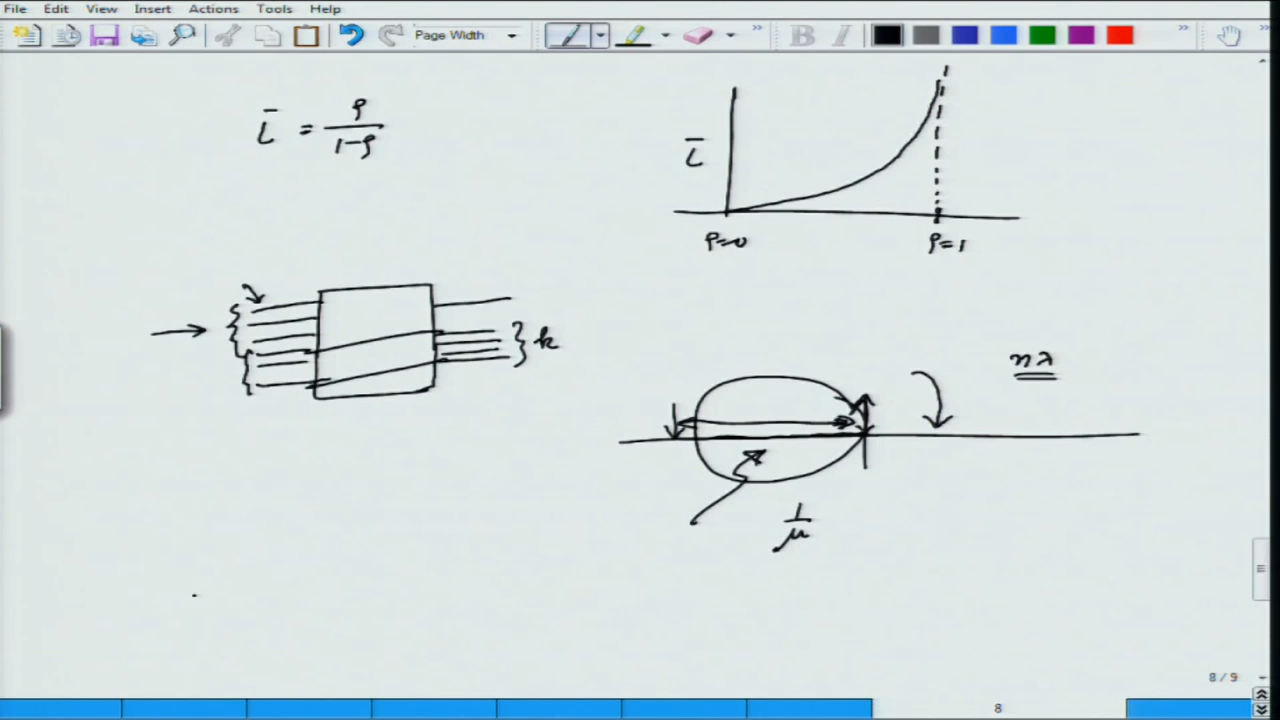 File Edit View Insert Actions Tools Help
Page Width
L̄ = ρ / 1-ρ
L̄
ρ=0
ρ=1
k
nλ
1/μ
8 / 9
8